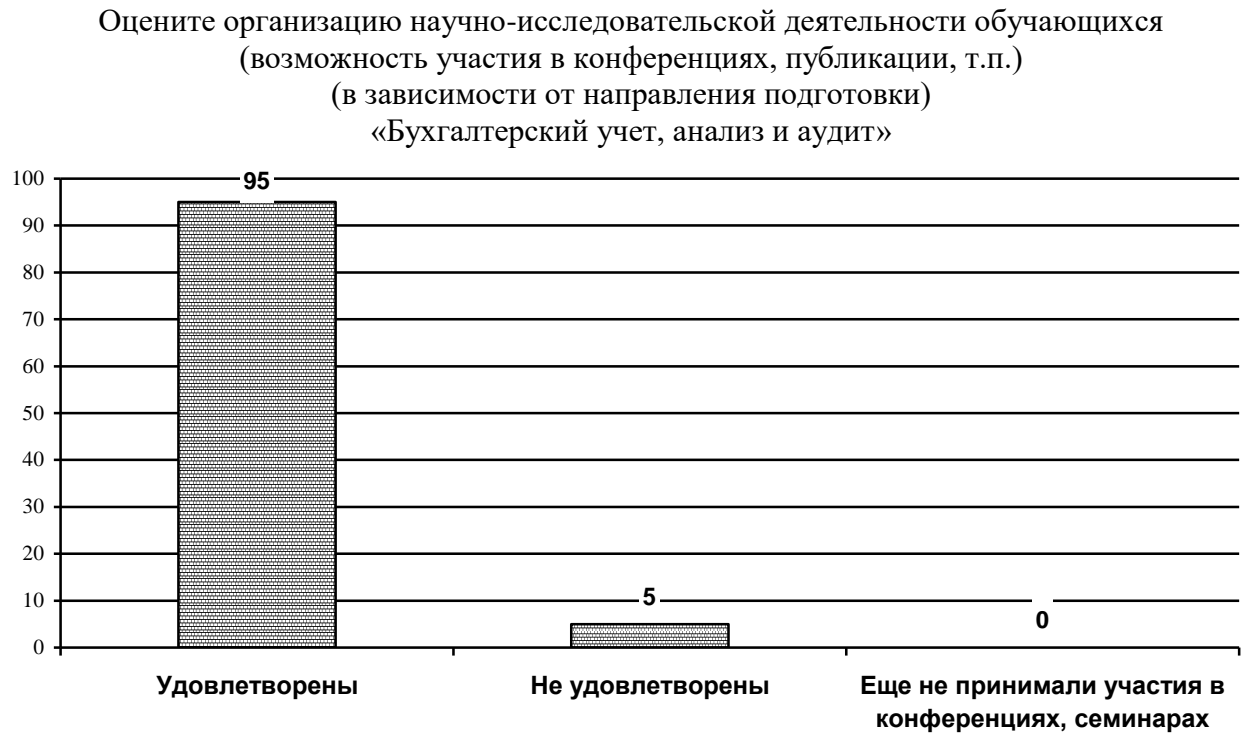 Оцените организацию научно-исследовательской деятельности обучающихся
(возможность участия в конференциях, публикации, т.п.)
(в зависимости от направления подготовки)
«Бухгалтерский учет, анализ и аудит»
100
90
80
70
60
50
40
30
20
10
0
95
5
0
Удовлетворены
Не удовлетворены
Еще не принимали участия в
конференциях, семинарах